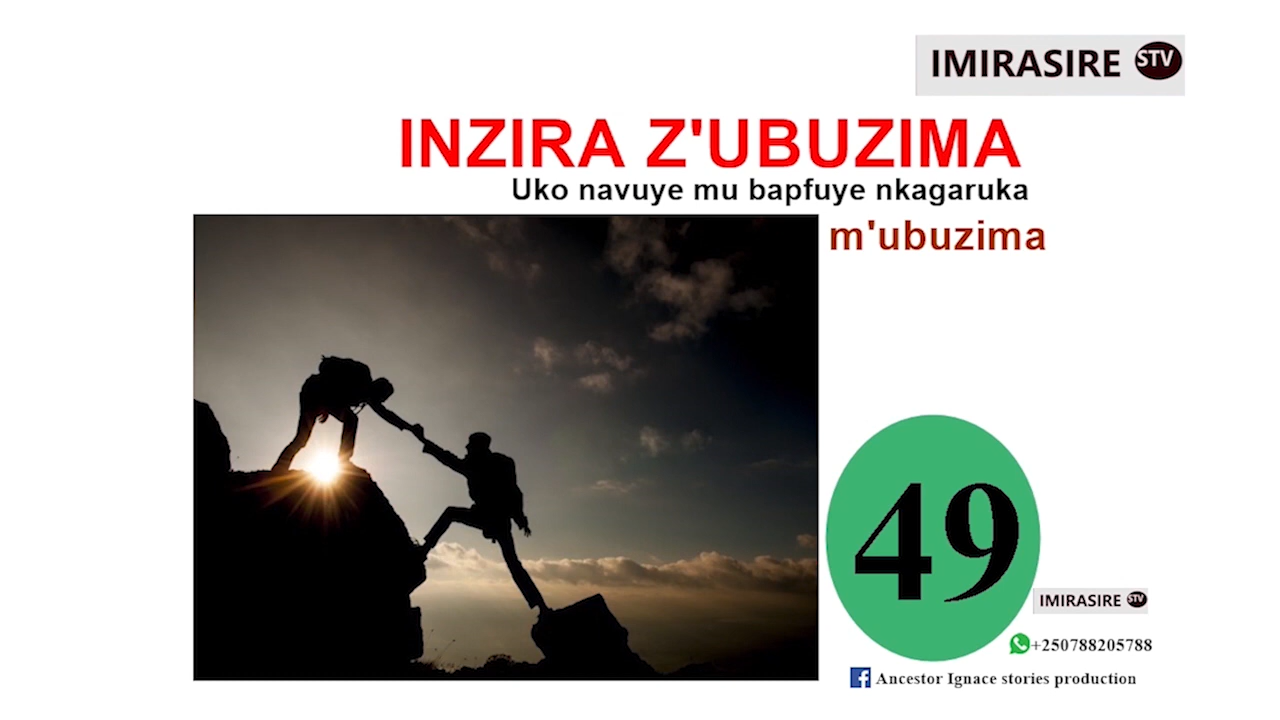 IMIRASIRE STV
INZIRA Z'UBUZIMA
Uko navuye mu bapfuye nkagaruka
m'ubuzima
49
IMIRASIRE STV
+250788205788
Ancestor Ignace stories production